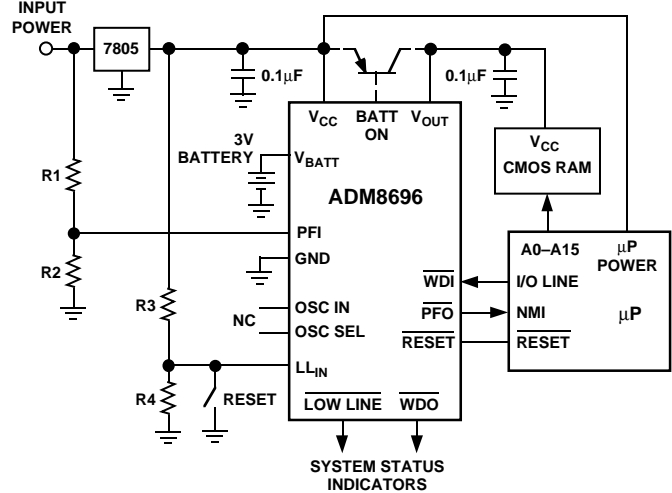 INPUT
POWER
7805
0.1μF
0.1μF
VCC
BATT
ON
VOUT
VCC
CMOS RAM
3V
BATTERY
VBATT
R1
ADM8696
PFI
R2
GND
A0–A15
μP
POWER
WDI
I/O LINE
R3
OSC IN
NC
OSC SEL
PFO
NMI
μP
RESET
RESET
LLIN
R4
RESET
LOW LINE
WDO
SYSTEM STATUS
INDICATORS